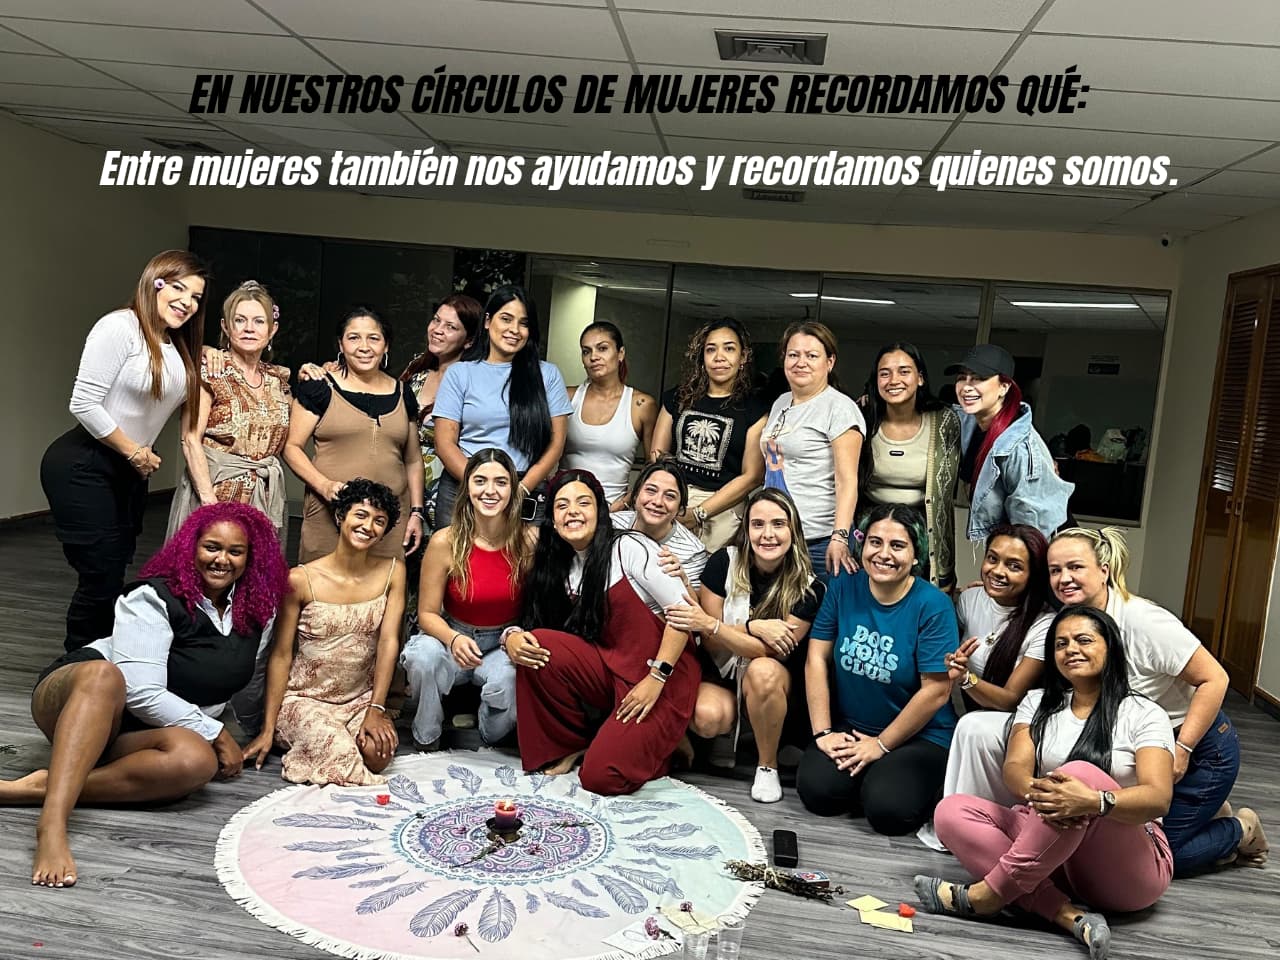 EN NUESTROS CÍRCULOS DE MUJERES RECORDAMOS QUÉ:
Entre mujeres también nos ayudamos y recordamos quienes somos.
DOG
MOMS
CLUB